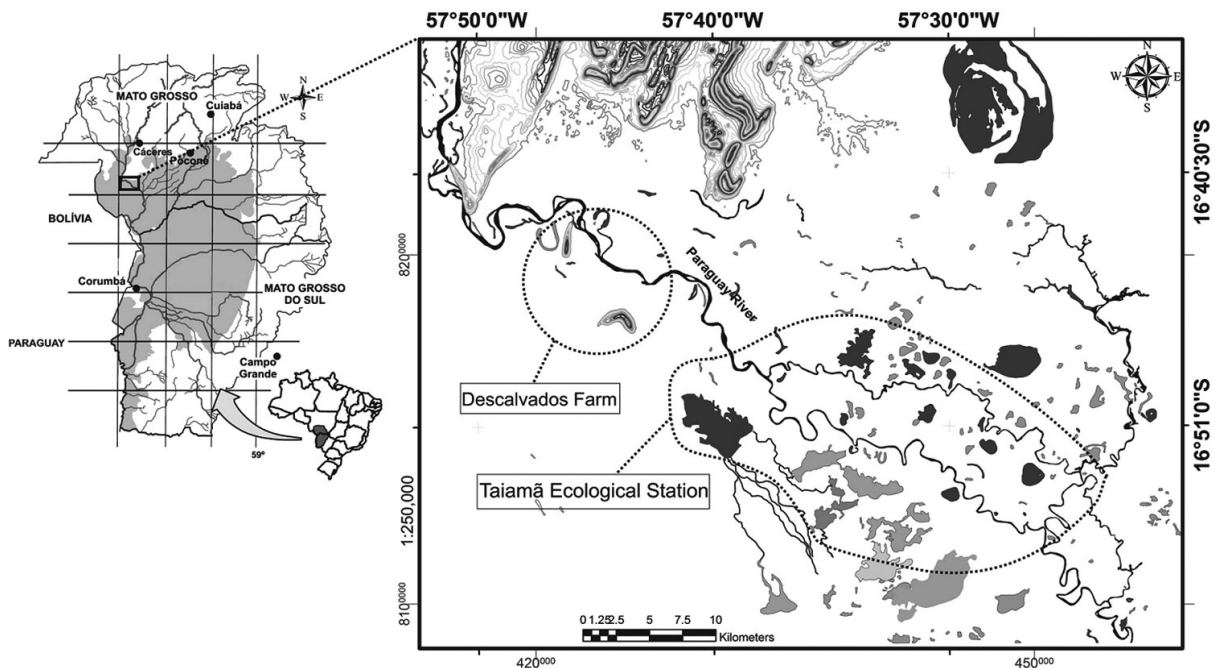 57°50'0"W 57°40'0"W 57°30'0"W
MATO GROSSO
Cuiabá
N
W E
S
Cáceres
Poconé
BOLÍVIA
Corumbá
MATO GROSSO
DO SUL
PARAGUAY
Campo
Grande
59°
N
W E
S
16°40'30"S
820⁰⁰⁰⁰
Paraguay River
Descalvados Farm
Taiamã Ecological Station
16°51'0"S
1:250,000
810⁰⁰⁰⁰
0 1.25 2.5 5 7.5 10
Kilometers
420⁰⁰⁰ 450⁰⁰⁰